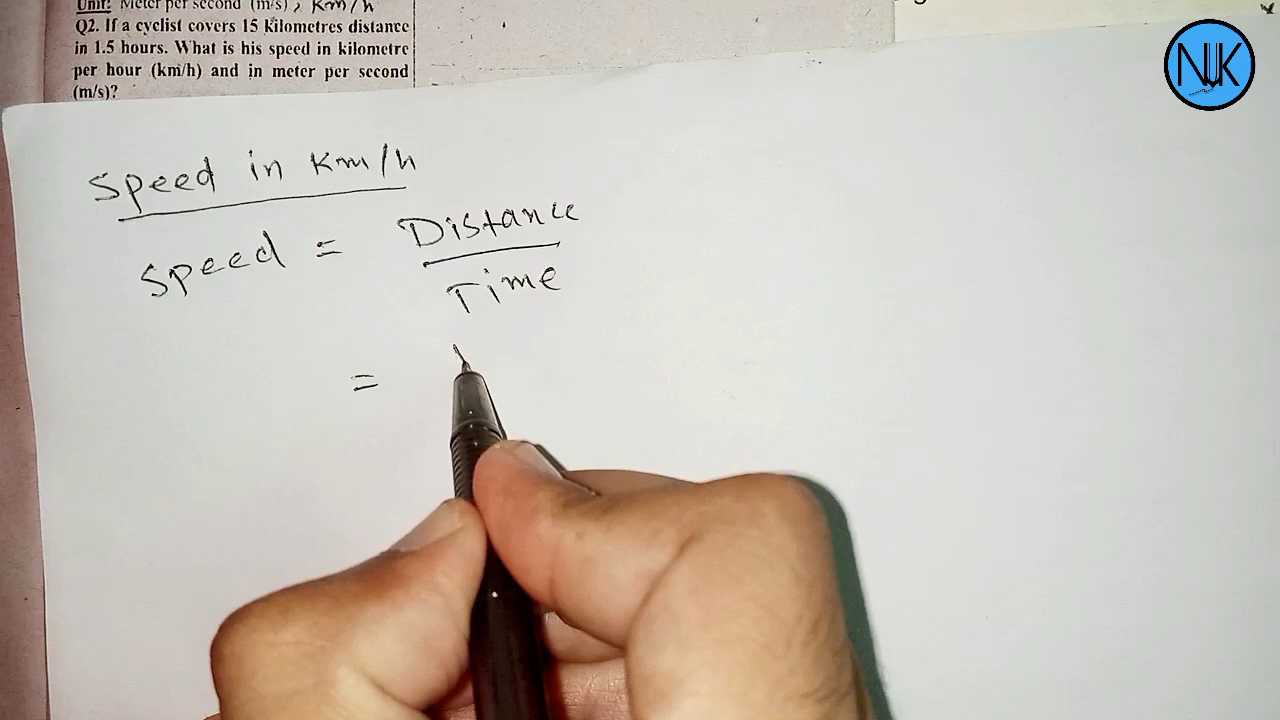 Unit: Meter per second (m/s), Km/h
Q2. If a cyclist covers 15 kilometres distance
in 1.5 hours. What is his speed in kilometre
per hour (km/h) and in meter per second
(m/s)?
NJK
Speed in Km/h
Speed = Distance
Time
=